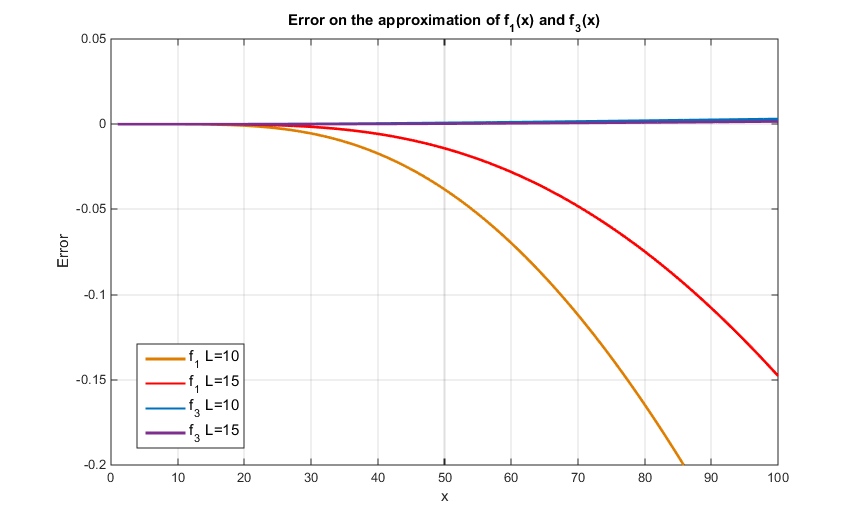 Error on the approximation of f1(x) and f3(x)
0.05
0
-0.05
-0.1
-0.15
-0.2
Error
f1 L=10
f1 L=15
f3 L=10
f3 L=15
0 10 20 30 40 50 60 70 80 90 100
x